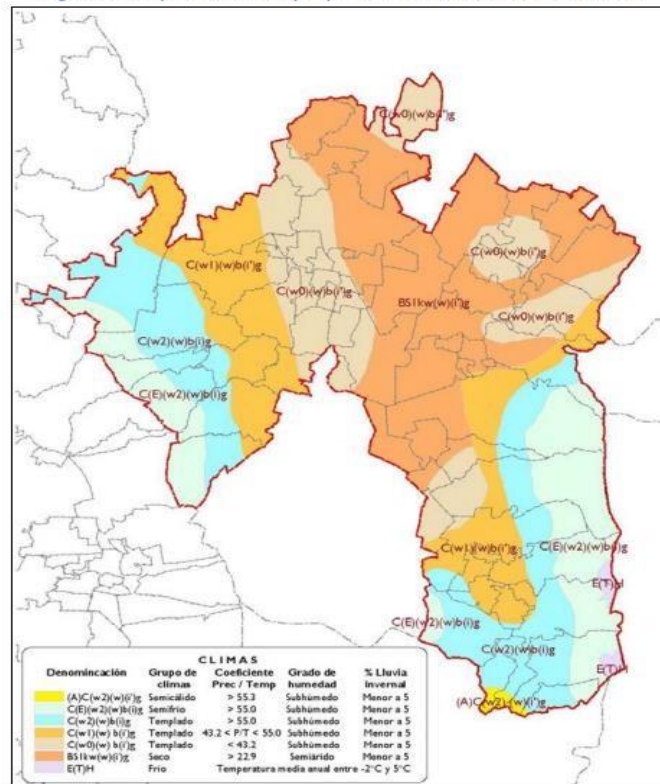 C(w0)(w)b(i')g
C(w0)(w)b(i')g
C(w1)(w)b(i')g
C(w0)(w)b(i')g
BS1kw(w)(i')g
C(w0)(w)b(i')g
C(w2)(w)b(i)g
C(E)(w2)(w)b(i)g
C(w1)(w)b(i')g
C(E)(w2)(w)b(i)g
E(T)H
C(E)(w2)(w)b(i)g
C(w2)(w)b(i)g
E(T)H
(A)C(w2)(w)(i')g
CLIMAS
Denomincación Grupo de climas Coeficiente Prec / Temp Grado de humedad % Lluvia invernal
(A)C(w2)(w)(i')g Semicálido > 55.3 Subhúmedo Menor a 5
C(E)(w2)(w)b(i)g Semifrío > 55.0 Subhúmedo Menor a 5
C(w2)(w)b(i)g Templado > 55.0 Subhúmedo Menor a 5
C(w1)(w) b(i')g Templado 43.2 < P/T < 55.0 Subhúmedo Menor a 5
C(w0)(w) b(i')g Templado < 43.2 Subhúmedo Menor a 5
BS1kw(w)(i')g Seco > 22.9 Semiárido Menor a 5
E(T)H Frío Temperatura media anual entre -2°C y 5°C